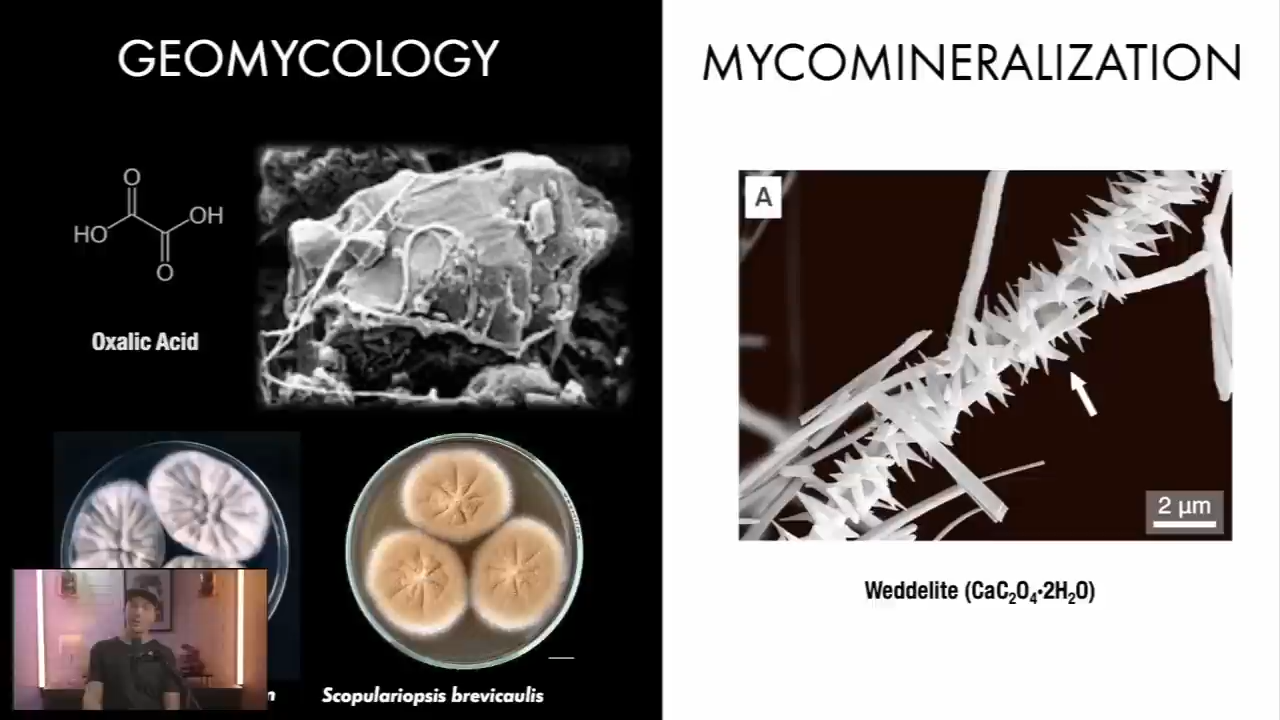 GEOMYCOLOGY
MYCOMINERALIZATION
O
HO
OH
O
Oxalic Acid
A
2 µm
Weddelite (CaC₂O₄·2H₂O)
n
Scopulariopsis brevicaulis